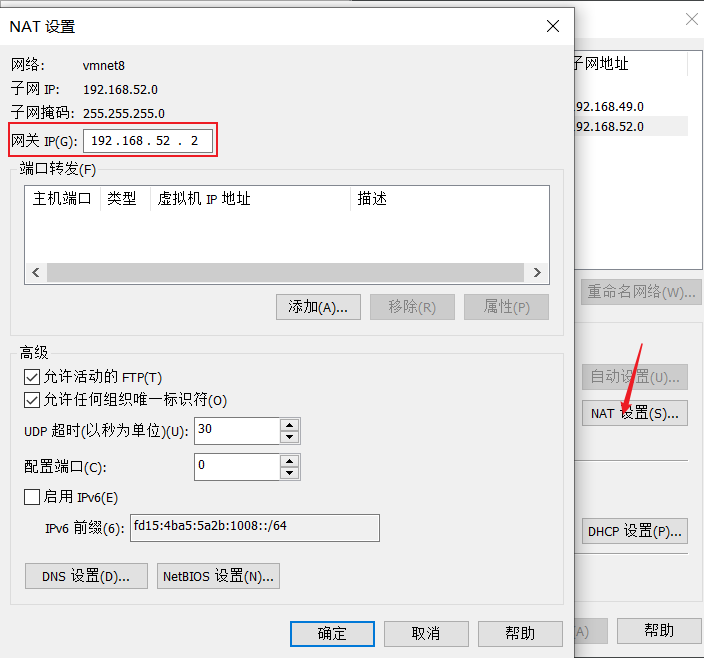 NAT 设置
网络: vmnet8
子网 IP: 192.168.52.0
子网掩码: 255.255.255.0
网关 IP(G): 192 . 168 . 52 . 2
端口转发(F)
主机端口 类型 虚拟机 IP 地址 描述
添加(A)... 移除(R) 属性(P)
高级
允许活动的 FTP(T)
允许任何组织唯一标识符(O)
UDP 超时(以秒为单位)(U): 30
配置端口(C): 0
启用 IPv6(E)
IPv6 前缀(6): fd15:4ba5:5a2b:1008::/64
DNS 设置(D)... NetBIOS 设置(N)...
确定 取消 帮助
子网地址
92.168.49.0
92.168.52.0
重命名网络(W)...
自动设置(U)...
NAT 设置(S)...
DHCP 设置(P)...
A) 帮助